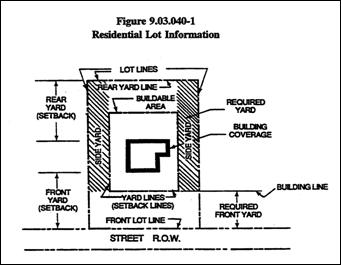 Figure 9.03.040-1
Residential Lot Information
LOT LINES
REAR YARD LINE
BUILDABLE
AREA
REAR
YARD
(SETBACK)
SIDE YARD
SIDE YARD
REQUIRED
YARD
BUILDING
COVERAGE
FRONT
YARD
(SETBACK)
YARD LINES
(SETBACK LINES)
BUILDING LINE
REQUIRED
FRONT YARD
FRONT LOT LINE
STREET R.O.W.